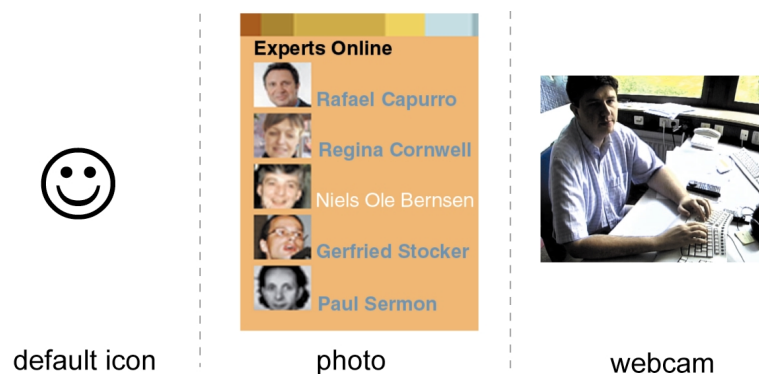 Experts Online
Rafael Capurro
Regina Cornwell
Niels Ole Bernsen
Gerfried Stocker
Paul Sermon
default icon
photo
webcam